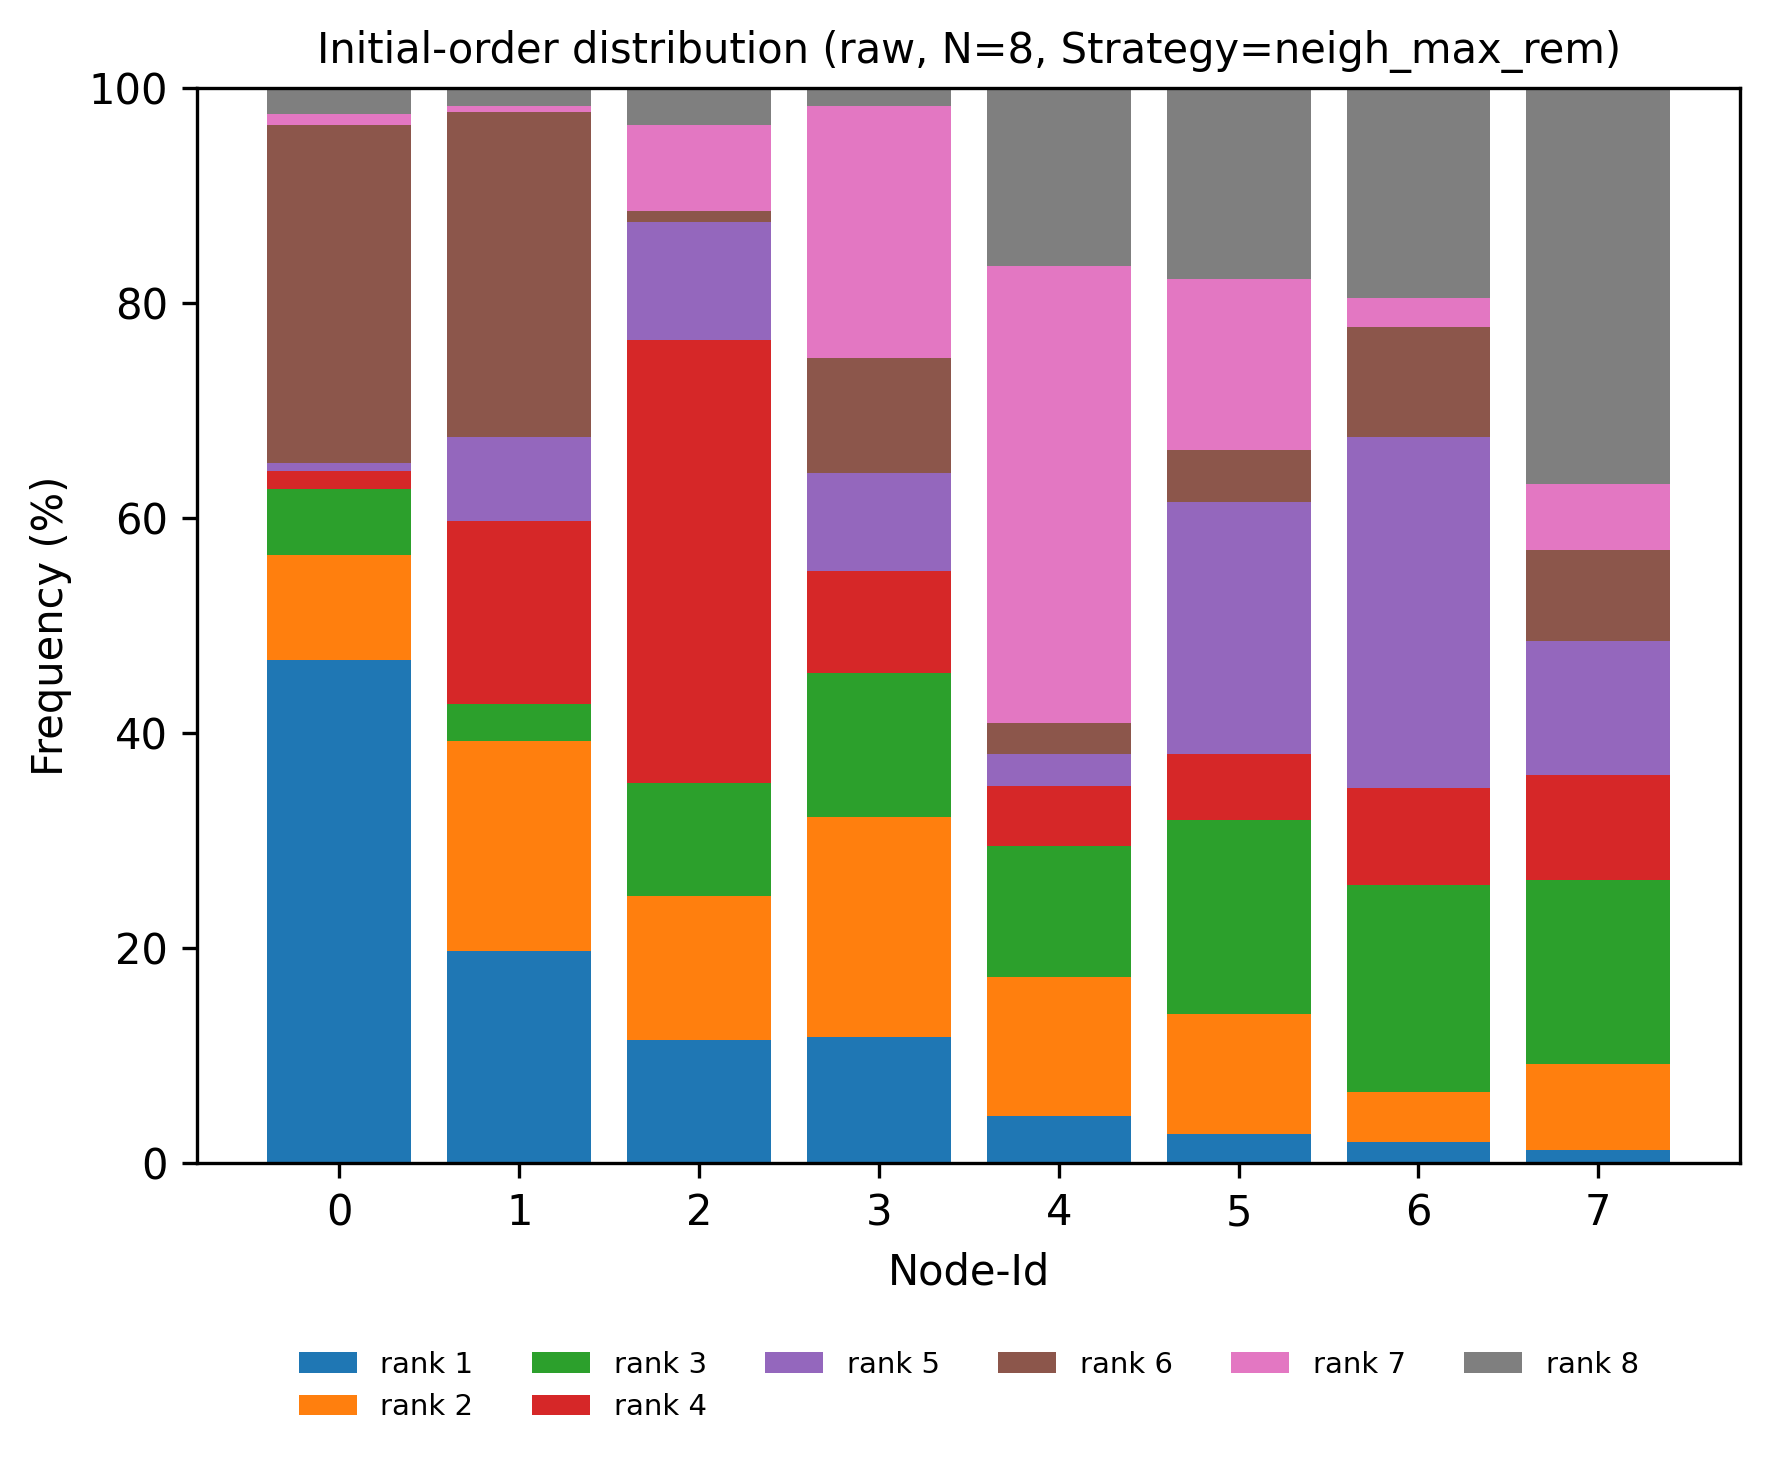 Initial-order distribution (raw, N=8, Strategy=neigh_max_rem)
100
80
60
40
20
0
Frequency (%)
0 1 2 3 4 5 6 7
Node-Id
rank 1 rank 3 rank 5 rank 6 rank 7 rank 8
rank 2 rank 4